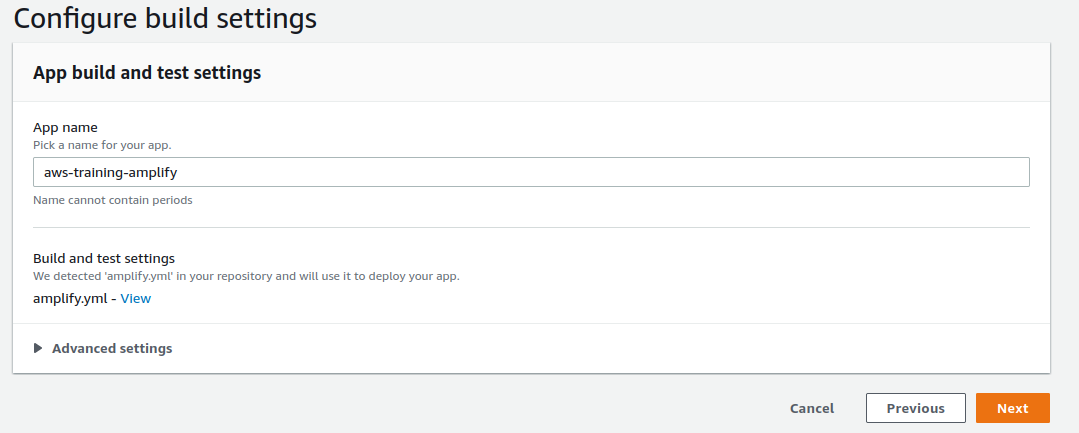 Configure build settings
App build and test settings
App name
Pick a name for your app.
aws-training-amplify
Name cannot contain periods
Build and test settings
We detected 'amplify.yml' in your repository and will use it to deploy your app.
amplify.yml - View
Advanced settings
Cancel Previous Next